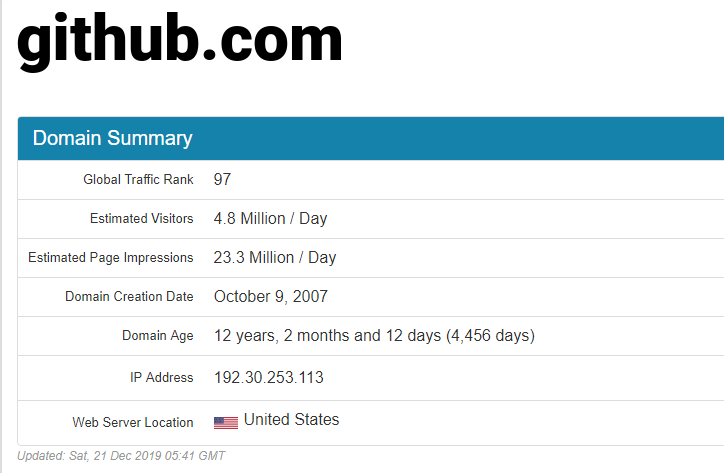 github.com
Domain Summary
Global Traffic Rank 97
Estimated Visitors 4.8 Million / Day
Estimated Page Impressions 23.3 Million / Day
Domain Creation Date October 9, 2007
Domain Age 12 years, 2 months and 12 days (4,456 days)
IP Address 192.30.253.113
Web Server Location United States
Updated: Sat, 21 Dec 2019 05:41 GMT